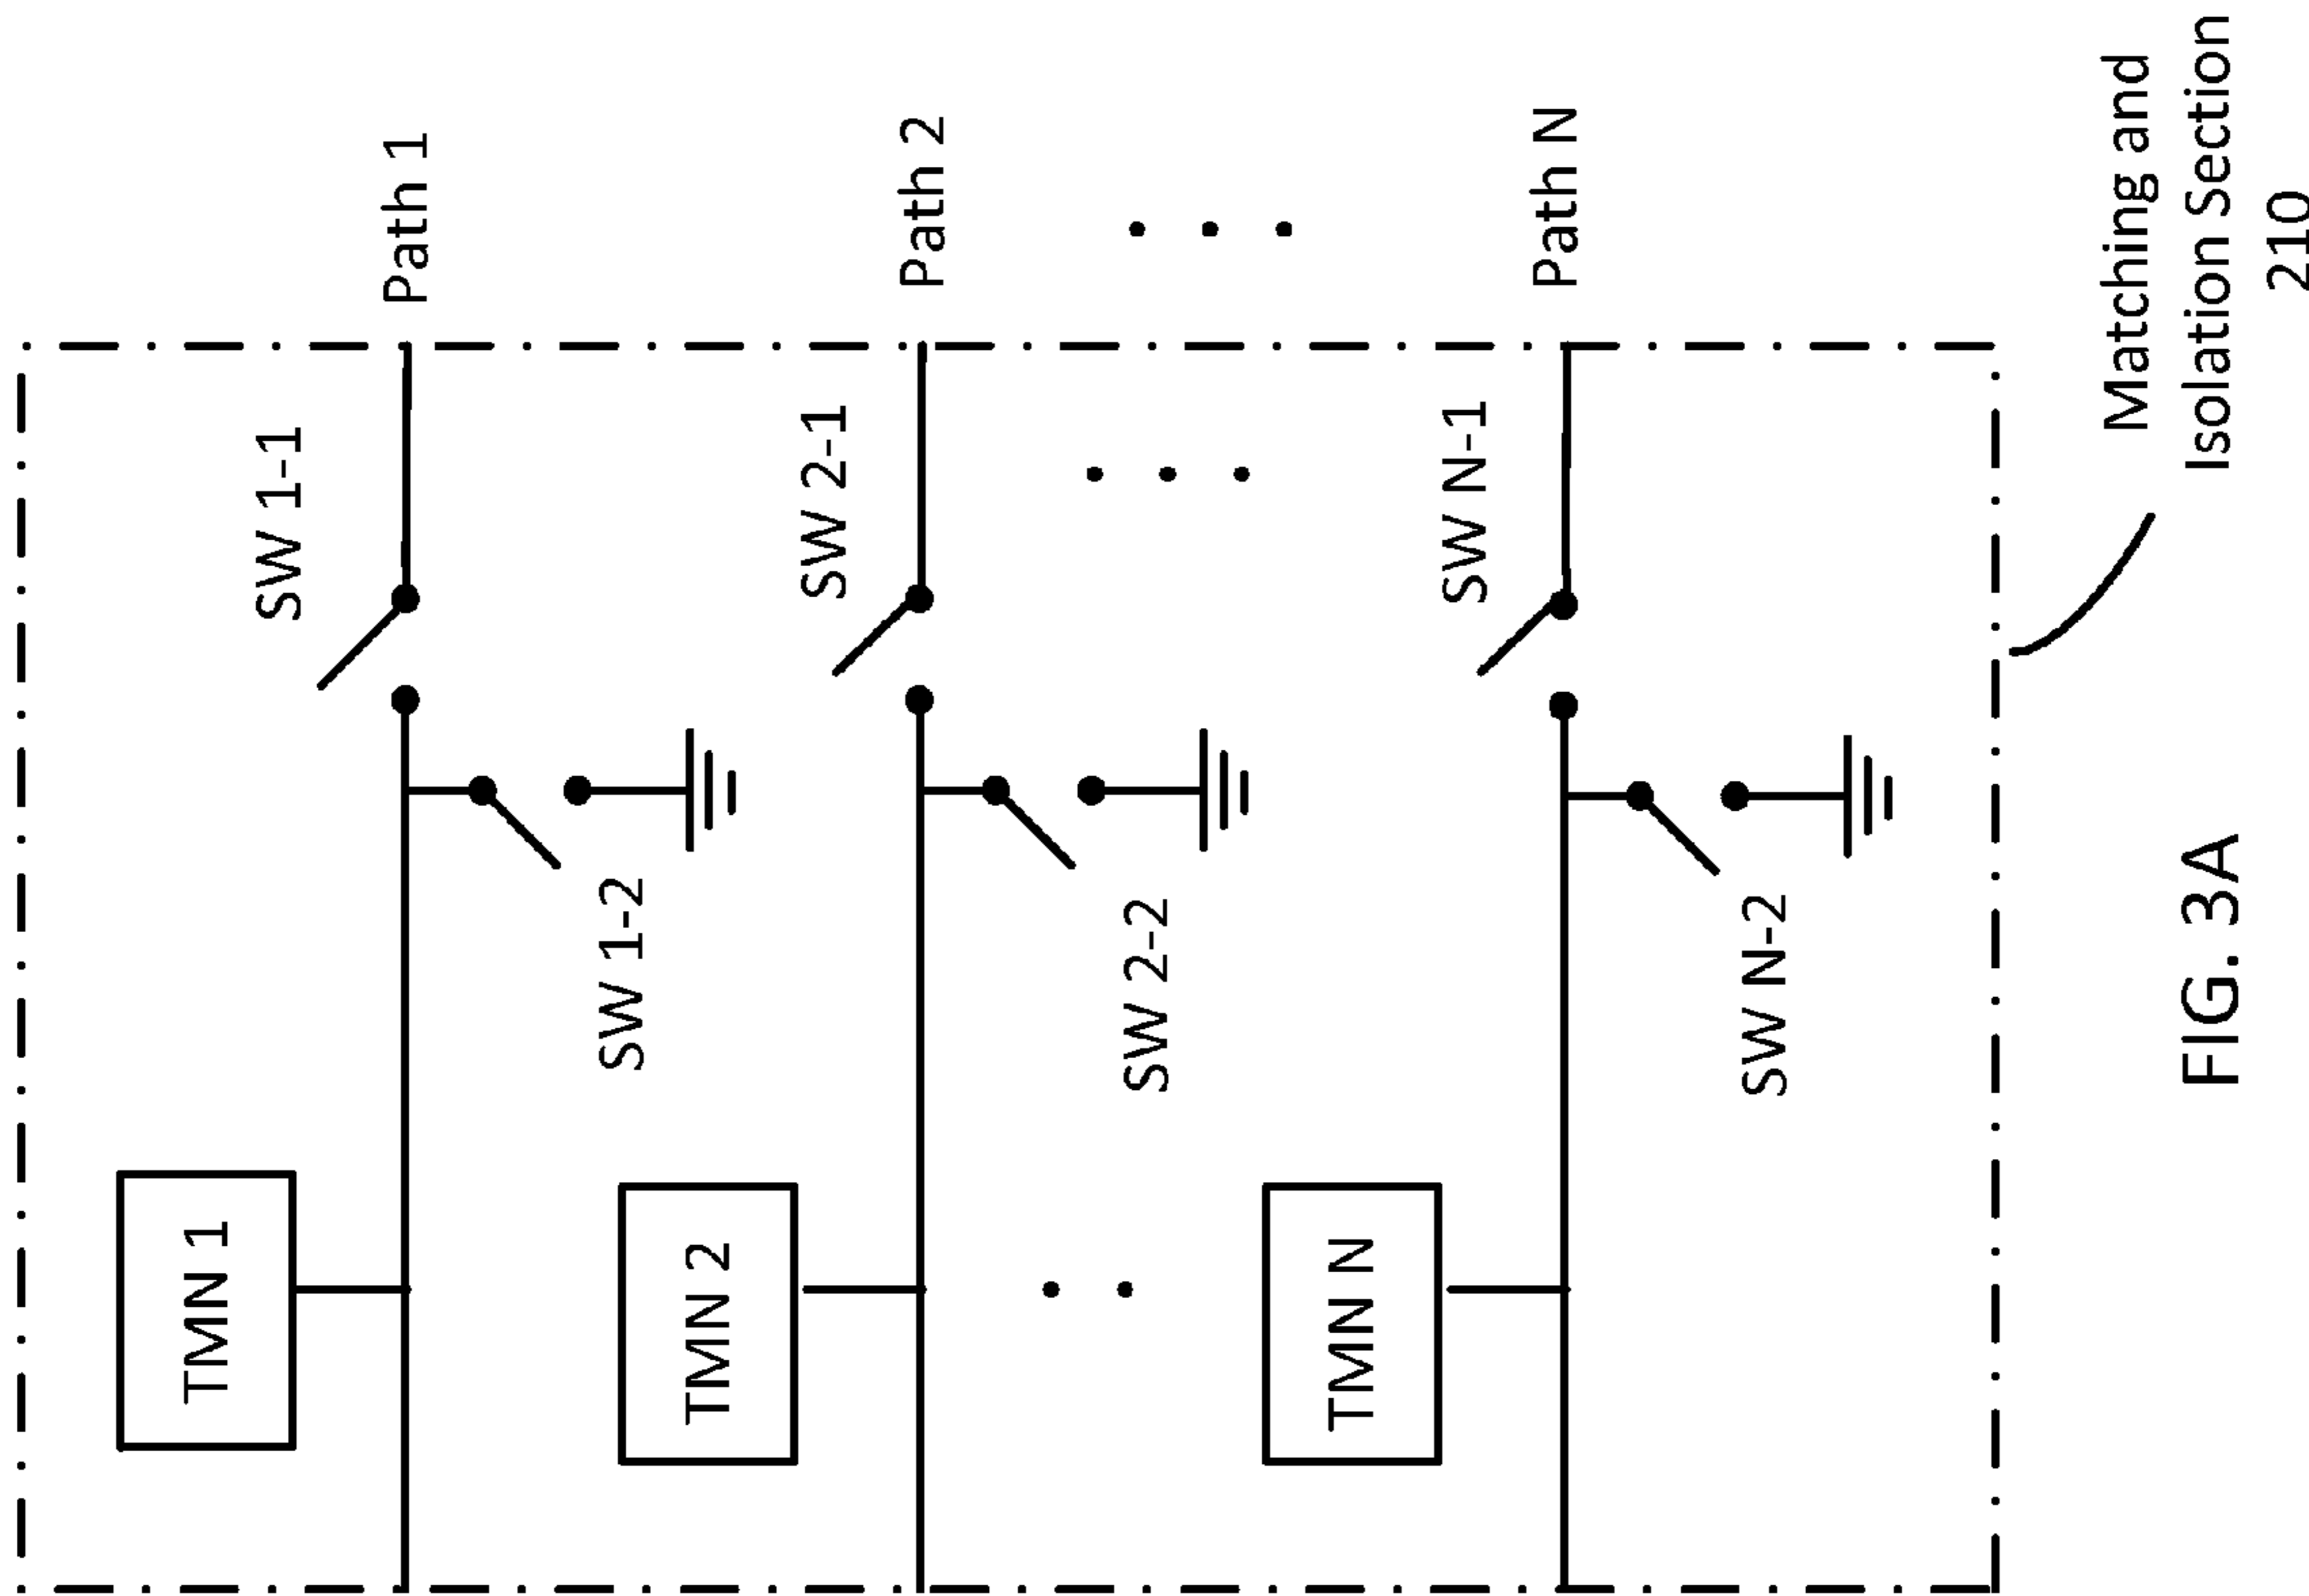 Path 1
SW 1-1
SW 1-2
TMN 1
Path 2
SW 2-1
SW 2-2
TMN 2
Path N
SW N-1
SW N-2
TMN N
Matching and
Isolation Section
210
FIG. 3A